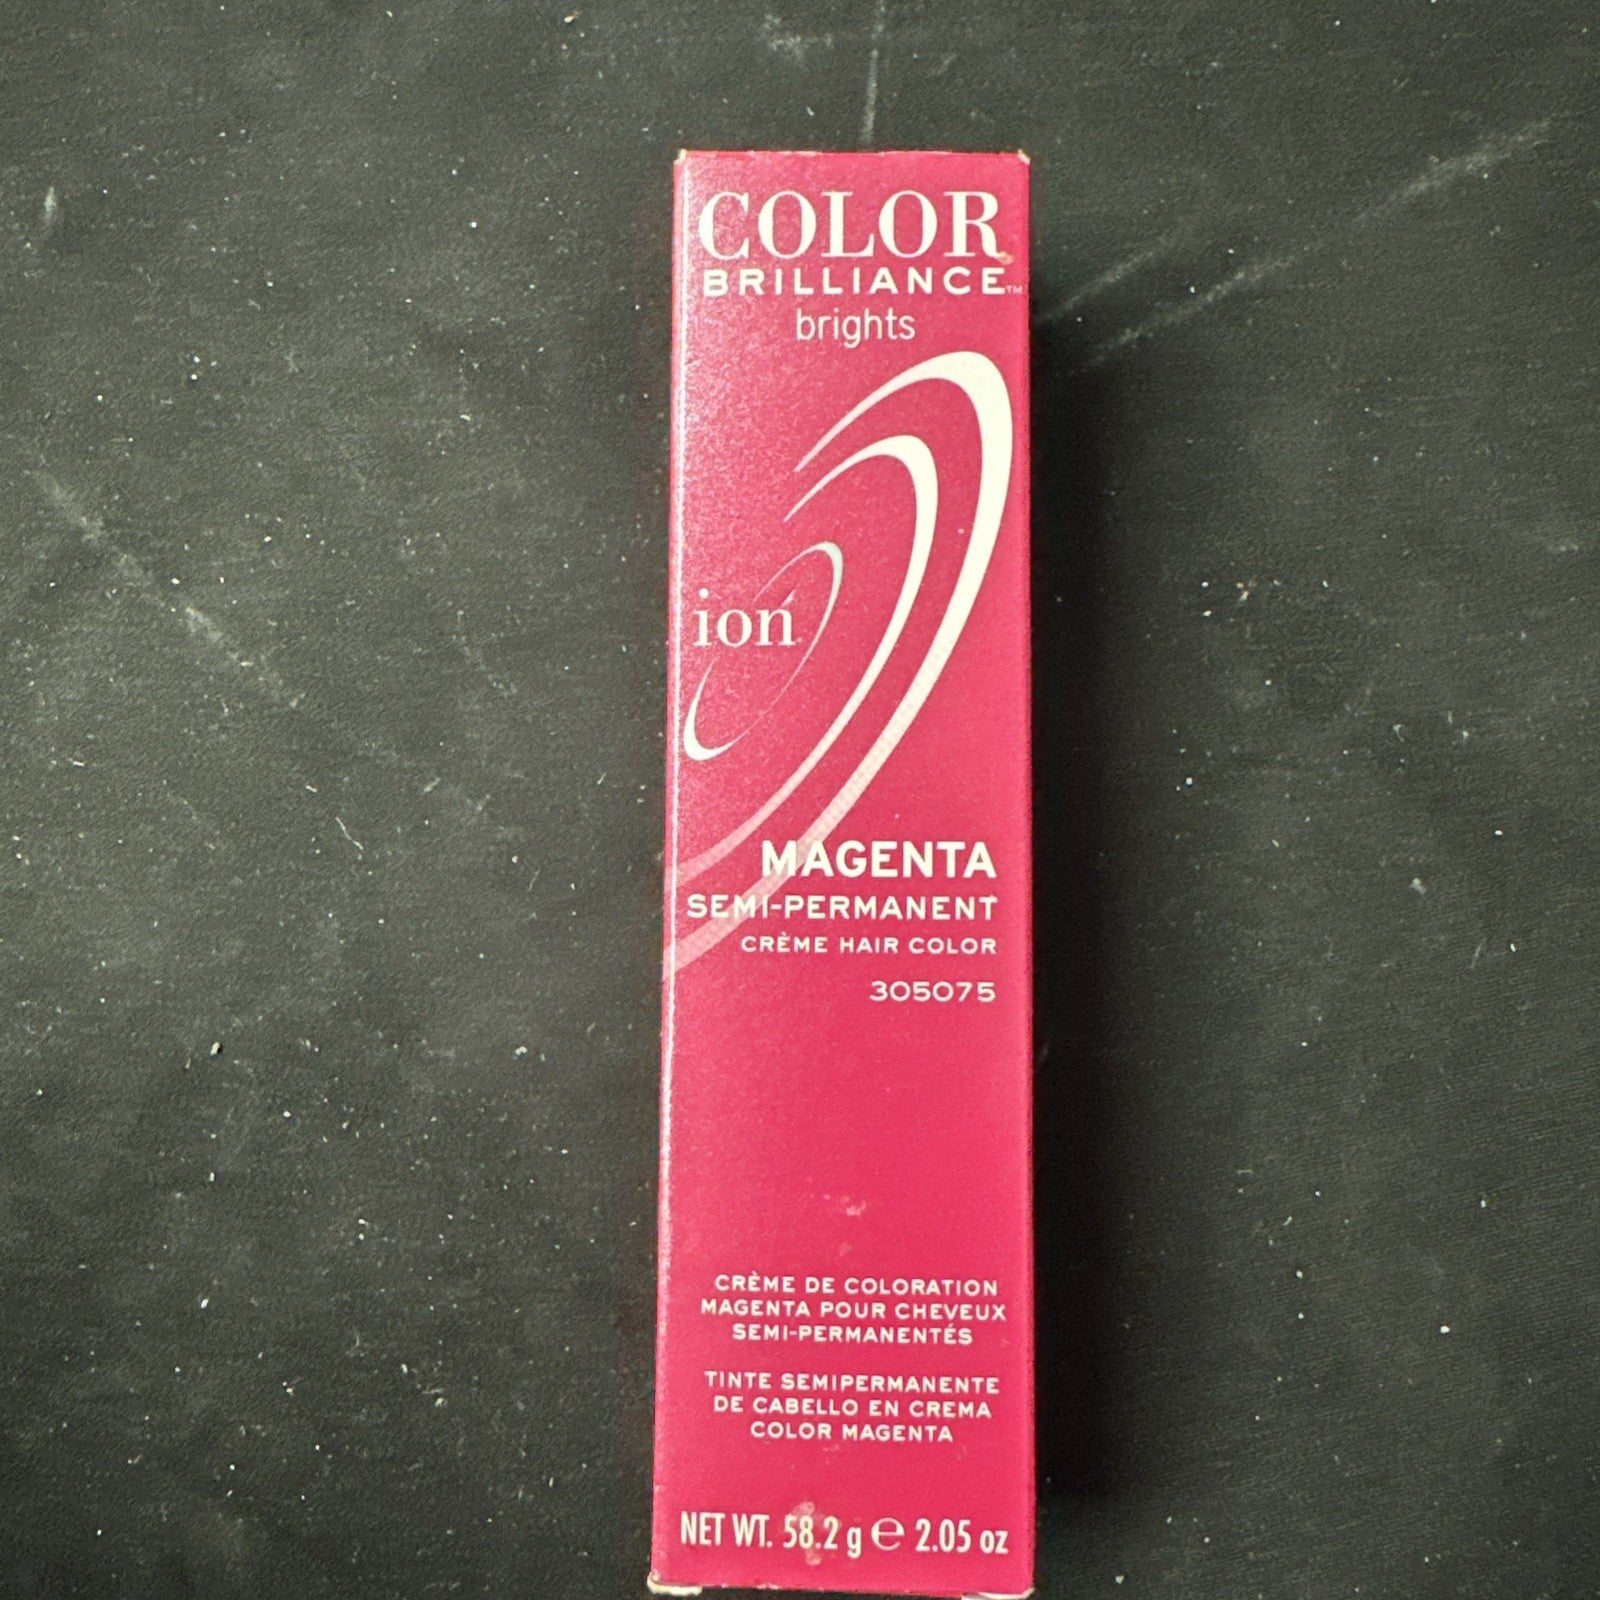 COLOR
BRILLIANCE™
brights
ion
MAGENTA
SEMI-PERMANENT
CRÈME HAIR COLOR
305075
CRÈME DE COLORATION
MAGENTA POUR CHEVEUX
SEMI-PERMANENTÉS
TINTE SEMIPERMANENTE
DE CABELLO EN CREMA
COLOR MAGENTA
NET WT. 58.2 g ℮ 2.05 oz